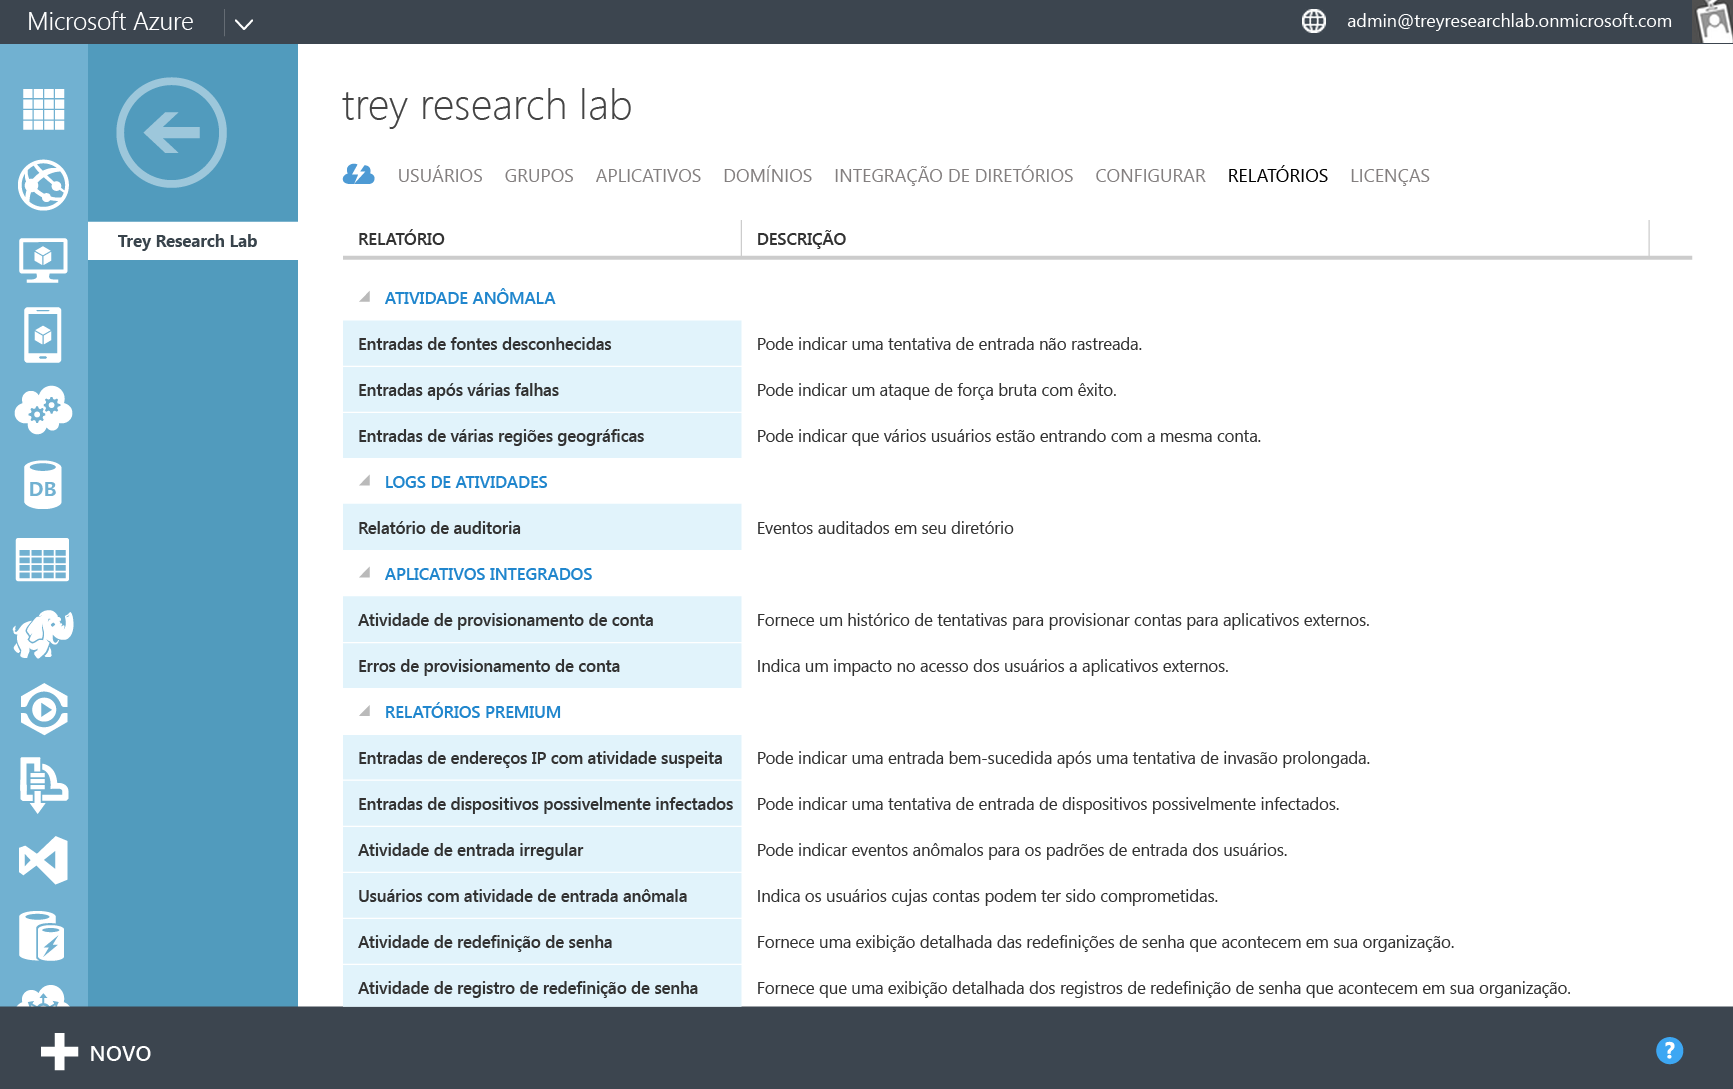 Microsoft Azure
admin@treyresearchlab.onmicrosoft.com
trey research lab
USUÁRIOS GRUPOS APLICATIVOS DOMÍNIOS INTEGRAÇÃO DE DIRETÓRIOS CONFIGURAR RELATÓRIOS LICENÇAS
Trey Research Lab
RELATÓRIO DESCRIÇÃO
ATIVIDADE ANÔMALA
Entradas de fontes desconhecidas Pode indicar uma tentativa de entrada não rastreada.
Entradas após várias falhas Pode indicar um ataque de força bruta com êxito.
Entradas de várias regiões geográficas Pode indicar que vários usuários estão entrando com a mesma conta.
LOGS DE ATIVIDADES
Relatório de auditoria Eventos auditados em seu diretório
APLICATIVOS INTEGRADOS
Atividade de provisionamento de conta Fornece um histórico de tentativas para provisionar contas para aplicativos externos.
Erros de provisionamento de conta Indica um impacto no acesso dos usuários a aplicativos externos.
RELATÓRIOS PREMIUM
Entradas de endereços IP com atividade suspeita Pode indicar uma entrada bem-sucedida após uma tentativa de invasão prolongada.
Entradas de dispositivos possivelmente infectados Pode indicar uma tentativa de entrada de dispositivos possivelmente infectados.
Atividade de entrada irregular Pode indicar eventos anômalos para os padrões de entrada dos usuários.
Usuários com atividade de entrada anômala Indica os usuários cujas contas podem ter sido comprometidas.
Atividade de redefinição de senha Fornece uma exibição detalhada das redefinições de senha que acontecem em sua organização.
Atividade de registro de redefinição de senha Fornece que uma exibição detalhada dos registros de redefinição de senha que acontecem em sua organização.
DB
NOVO
?